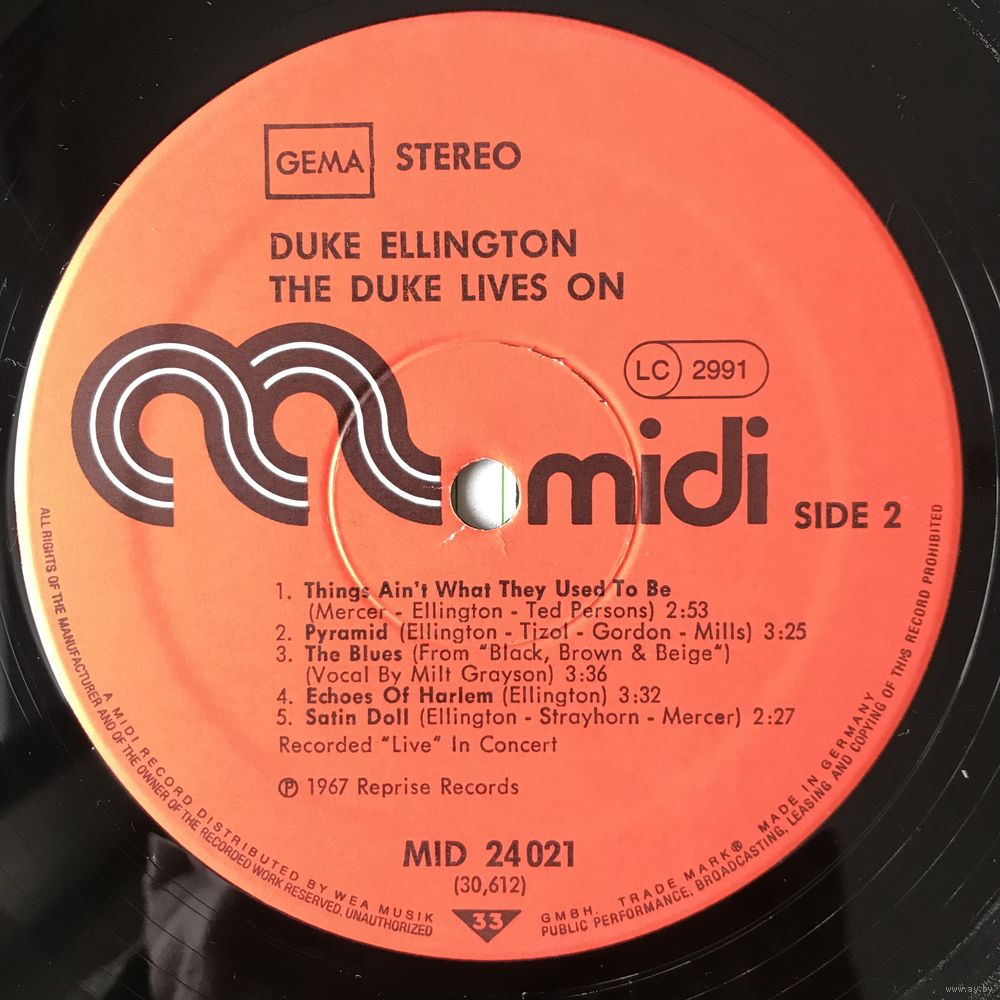 GEMA STEREO
DUKE ELLINGTON
THE DUKE LIVES ON
LC 2991
midi
SIDE 2
1. Things Ain't What They Used To Be
(Mercer - Ellington - Ted Persons) 2:53
2. Pyramid (Ellington - Tizol - Gordon - Mills) 3:25
3. The Blues (From "Black, Brown & Beige")
(Vocal By Milt Grayson) 3:36
4. Echoes Of Harlem (Ellington) 3:32
5. Satin Doll (Ellington - Strayhorn - Mercer) 2:27
Recorded "Live" In Concert
℗ 1967 Reprise Records
MID 24 021
(30,612)
33
A MIDI RECORD DISTRIBUTED BY WEA MUSIK GMBH. TRADE MARK® MADE IN GERMANY
ALL RIGHTS OF THE MANUFACTURER AND OF THE OWNER OF THE RECORDED WORK RESERVED. UNAUTHORIZED PUBLIC PERFORMANCE, BROADCASTING, LEASING AND COPYING OF THIS RECORD PROHIBITED
www.ay.by